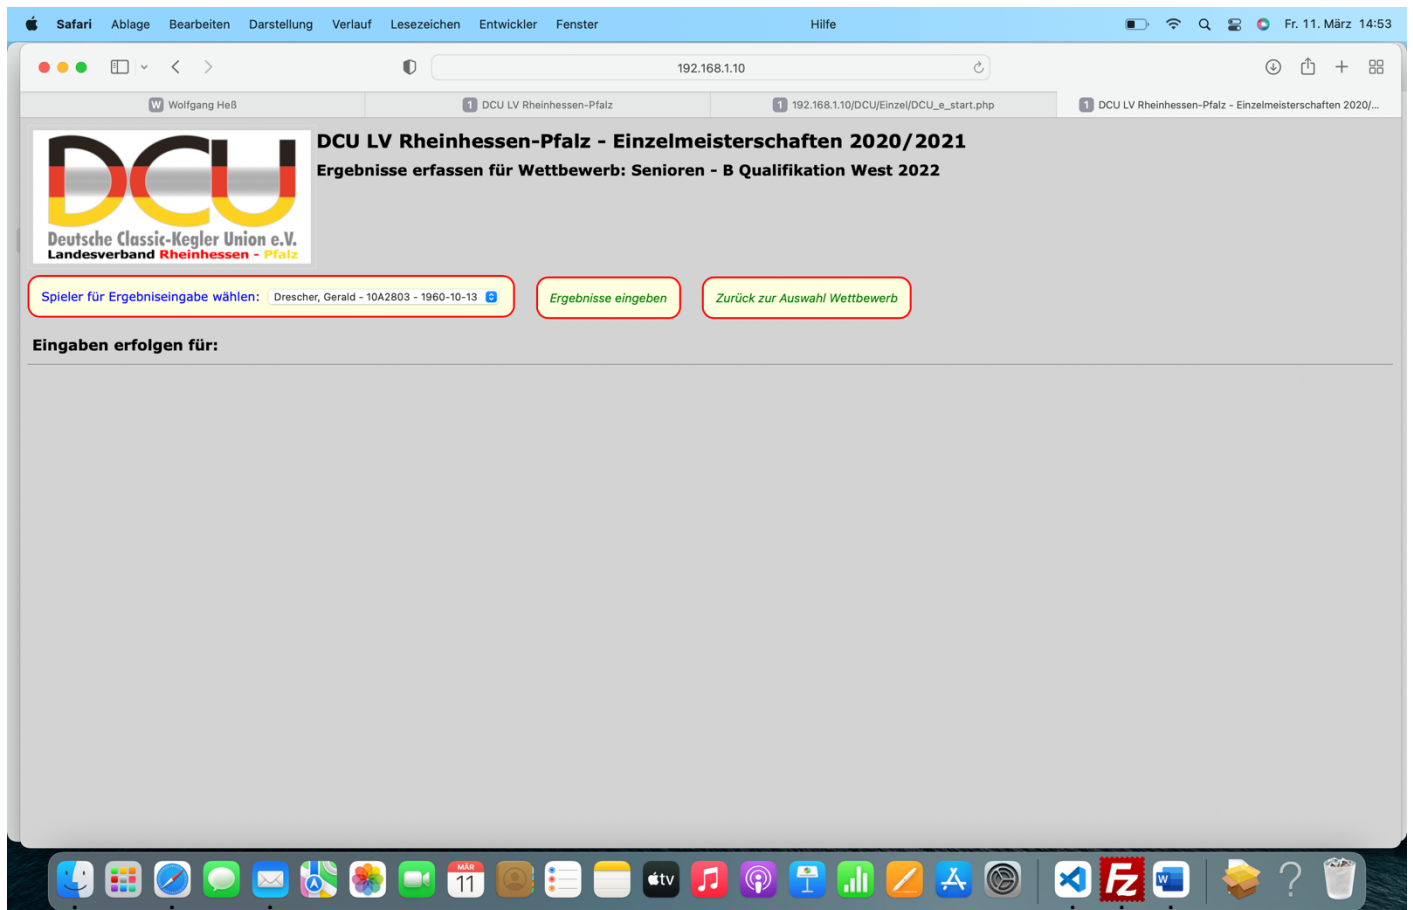 Safari Ablage Bearbeiten Darstellung Verlauf Lesezeichen Entwickler Fenster Hilfe Fr. 11. März 14:53
192.168.1.10
W Wolfgang Heß 1 DCU LV Rheinhessen-Pfalz 1 192.168.1.10/DCU/Einzel/DCU_e_start.php 1 DCU LV Rheinhessen-Pfalz - Einzelmeisterschaften 2020/...
DCU
Deutsche Classic-Kegler Union e.V.
Landesverband Rheinhessen - Pfalz
DCU LV Rheinhessen-Pfalz - Einzelmeisterschaften 2020/2021
Ergebnisse erfassen für Wettbewerb: Senioren - B Qualifikation West 2022
Spieler für Ergebniseingabe wählen: Drescher, Gerald - 10A2803 - 1960-10-13 Ergebnisse eingeben Zurück zur Auswahl Wettbewerb
Eingaben erfolgen für:
MÄR
11
tv
Fz
W
?